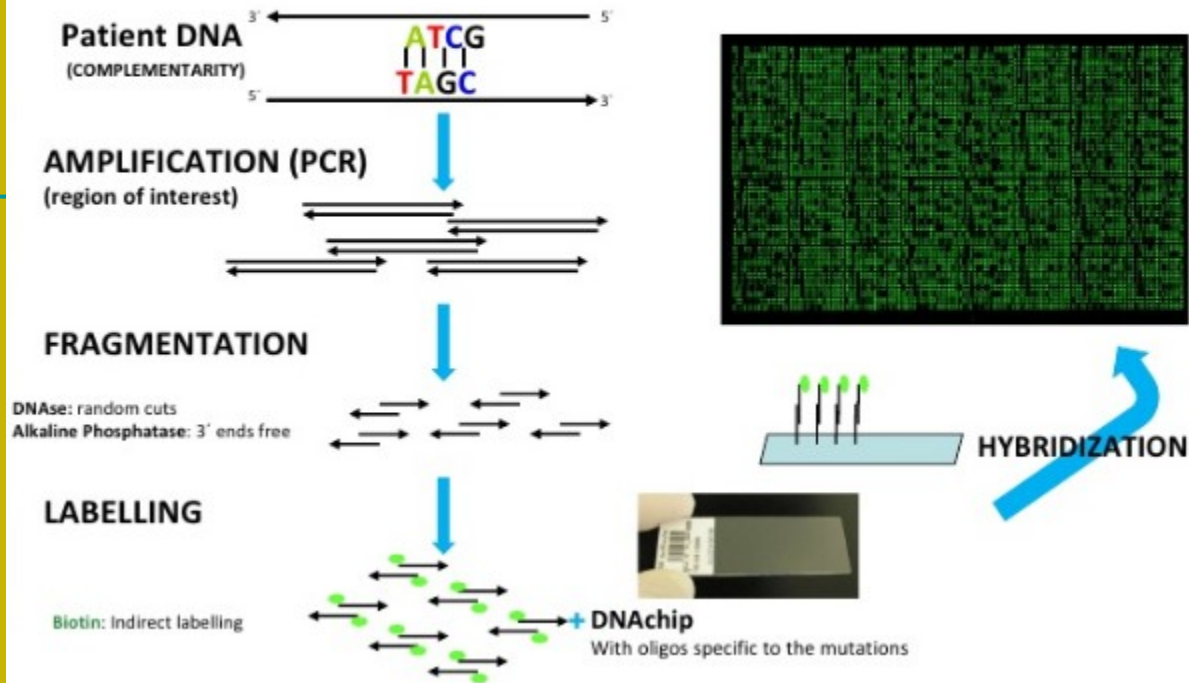 3´ 5´
Patient DNA
ATCG
(COMPLEMENTARITY)
TAGC
5´ 3´
AMPLIFICATION (PCR)
(region of interest)
FRAGMENTATION
DNAse: random cuts
Alkaline Phosphatase: 3´ ends free
HYBRIDIZATION
LABELLING
Biotin: Indirect labelling
+ DNAchip
With oligos specific to the mutations